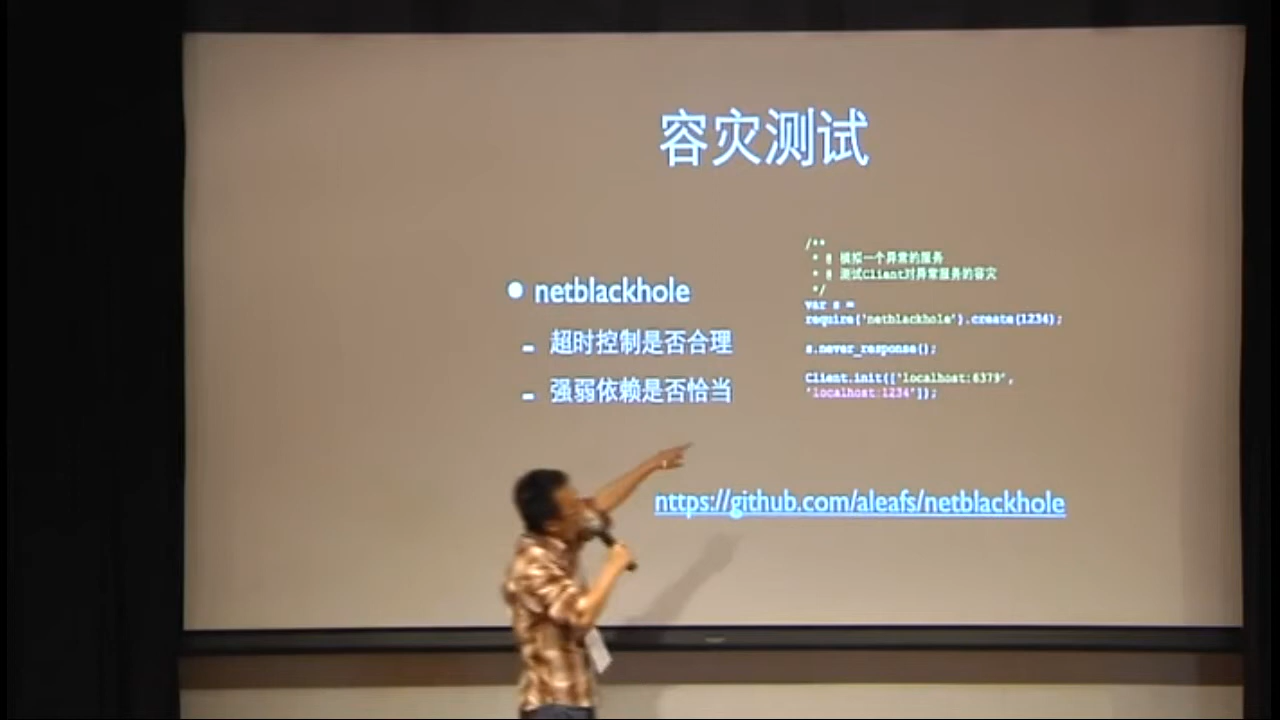 容灾测试
netblackhole
- 超时控制是否合理
- 强弱依赖是否恰当
/**
* # 模拟一个异常的服务
* # 测试Client对异常服务的容灾
*/
var s =
require('netblackhole').create(1234);
s.never_response();
Client.init(['localhost:6379',
'localhost:1234']);
https://github.com/aleafs/netblackhole